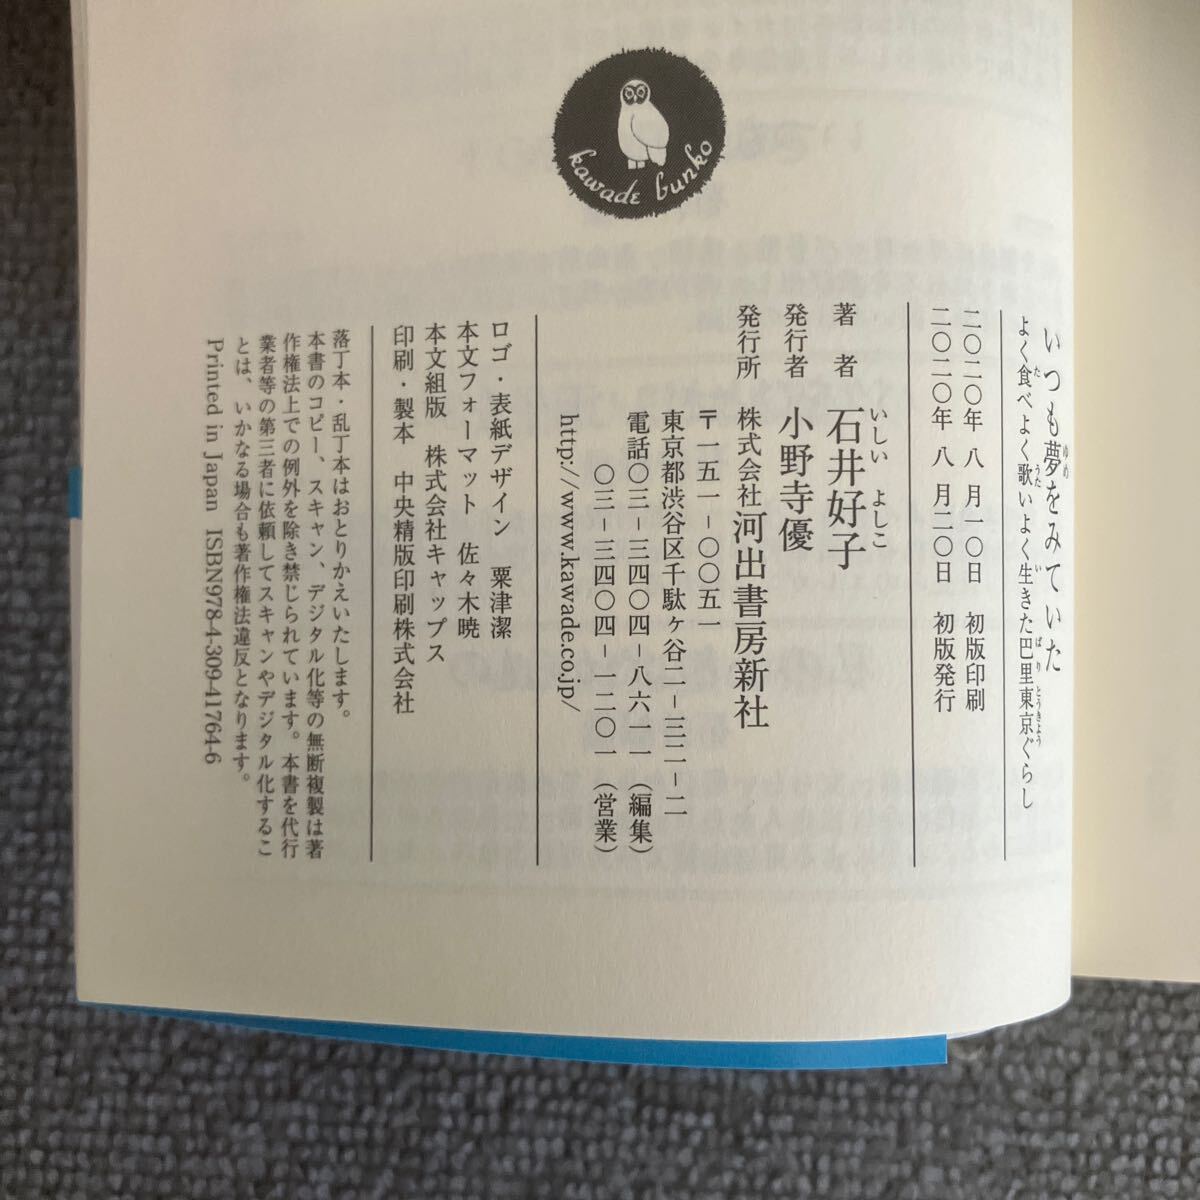 kawade bunko
いつも夢をみていた
よく食べよく歌いよく生きた巴里東京ぐらし
二〇二〇年 八 月一〇日 初版印刷
二〇二〇年 八 月二〇日 初版発行
著 者 石井好子
発行者 小野寺優
発行所 株式会社河出書房新社
〒一五一-〇〇五一
東京都渋谷区千駄ヶ谷二-三二-二
電話〇三-三四〇四-八六一一(編集)
〇三-三四〇四-一二〇一(営業)
http://www.kawade.co.jp/
ロゴ・表紙デザイン 粟津潔
本文フォーマット 佐々木暁
本文組版 株式会社キャップス
印刷・製本 中央精版印刷株式会社
落丁本・乱丁本はおとりかえいたします。
本書のコピー、スキャン、デジタル化等の無断複製は著
作権法上での例外を除き禁じられています。本書を代行
業者等の第三者に依頼してスキャンやデジタル化するこ
とは、いかなる場合も著作権法違反となります。
Printed in Japan ISBN978-4-309-41764-6